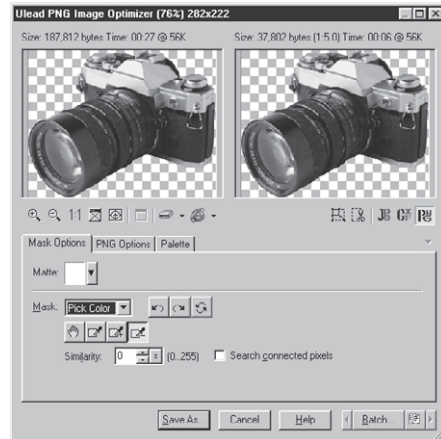 Ulead PNG Image Optimizer (76%) 282x222
Size: 187,812 bytes Time: 00:27 @ 56K
Size: 37,802 bytes (1:5.0) Time: 00:06 @ 56K
1:1
Mask Options
PNG Options
Palette
Matte:
Mask:
Pick Color
Similarity:
0
(0..255)
Search connected pixels
Save As
Cancel
Help
Batch...